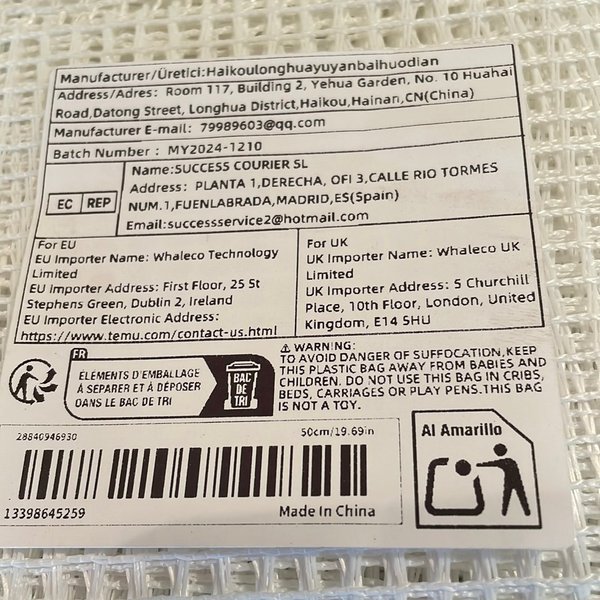 Manufacturer/Üretici:Haikoulonghuayuyanbaihuodian
Address/Adres: Room 117, Building 2, Yehua Garden, No. 10 Huahai
Road,Datong Street, Longhua District,Haikou,Hainan,CN(China)
Manufacturer E-mail: 79989603@qq.com
Batch Number : MY2024-1210
EC REP
Name:SUCCESS COURIER SL
Address: PLANTA 1,DERECHA, OFI 3,CALLE RIO TORMES
NUM.1,FUENLABRADA,MADRID,ES(Spain)
Email:successservice2@hotmail.com
For EU
EU Importer Name: Whaleco Technology
Limited
EU Importer Address: First Floor, 25 St
Stephens Green, Dublin 2, Ireland
EU Importer Electronic Address:
https://www.temu.com/contact-us.html
For UK
UK Importer Name: Whaleco UK
Limited
UK Importer Address: 5 Churchill
Place, 10th Floor, London, United
Kingdom, E14 5HU
FR
ELÉMENTS D'EMBALLAGE
À SÉPARER ET À DÉPOSER
DANS LE BAC DE TRI
BAC
DE
TRI
⚠ WARNING:
TO AVOID DANGER OF SUFFOCATION,KEEP
THIS PLASTIC BAG AWAY FROM BABIES AND
CHILDREN. DO NOT USE THIS BAG IN CRIBS,
BEDS, CARRIAGES OR PLAY PENS.THIS BAG
IS NOT A TOY.
28840946930
50cm/19.69in
13398645259
Made In China
Al Amarillo